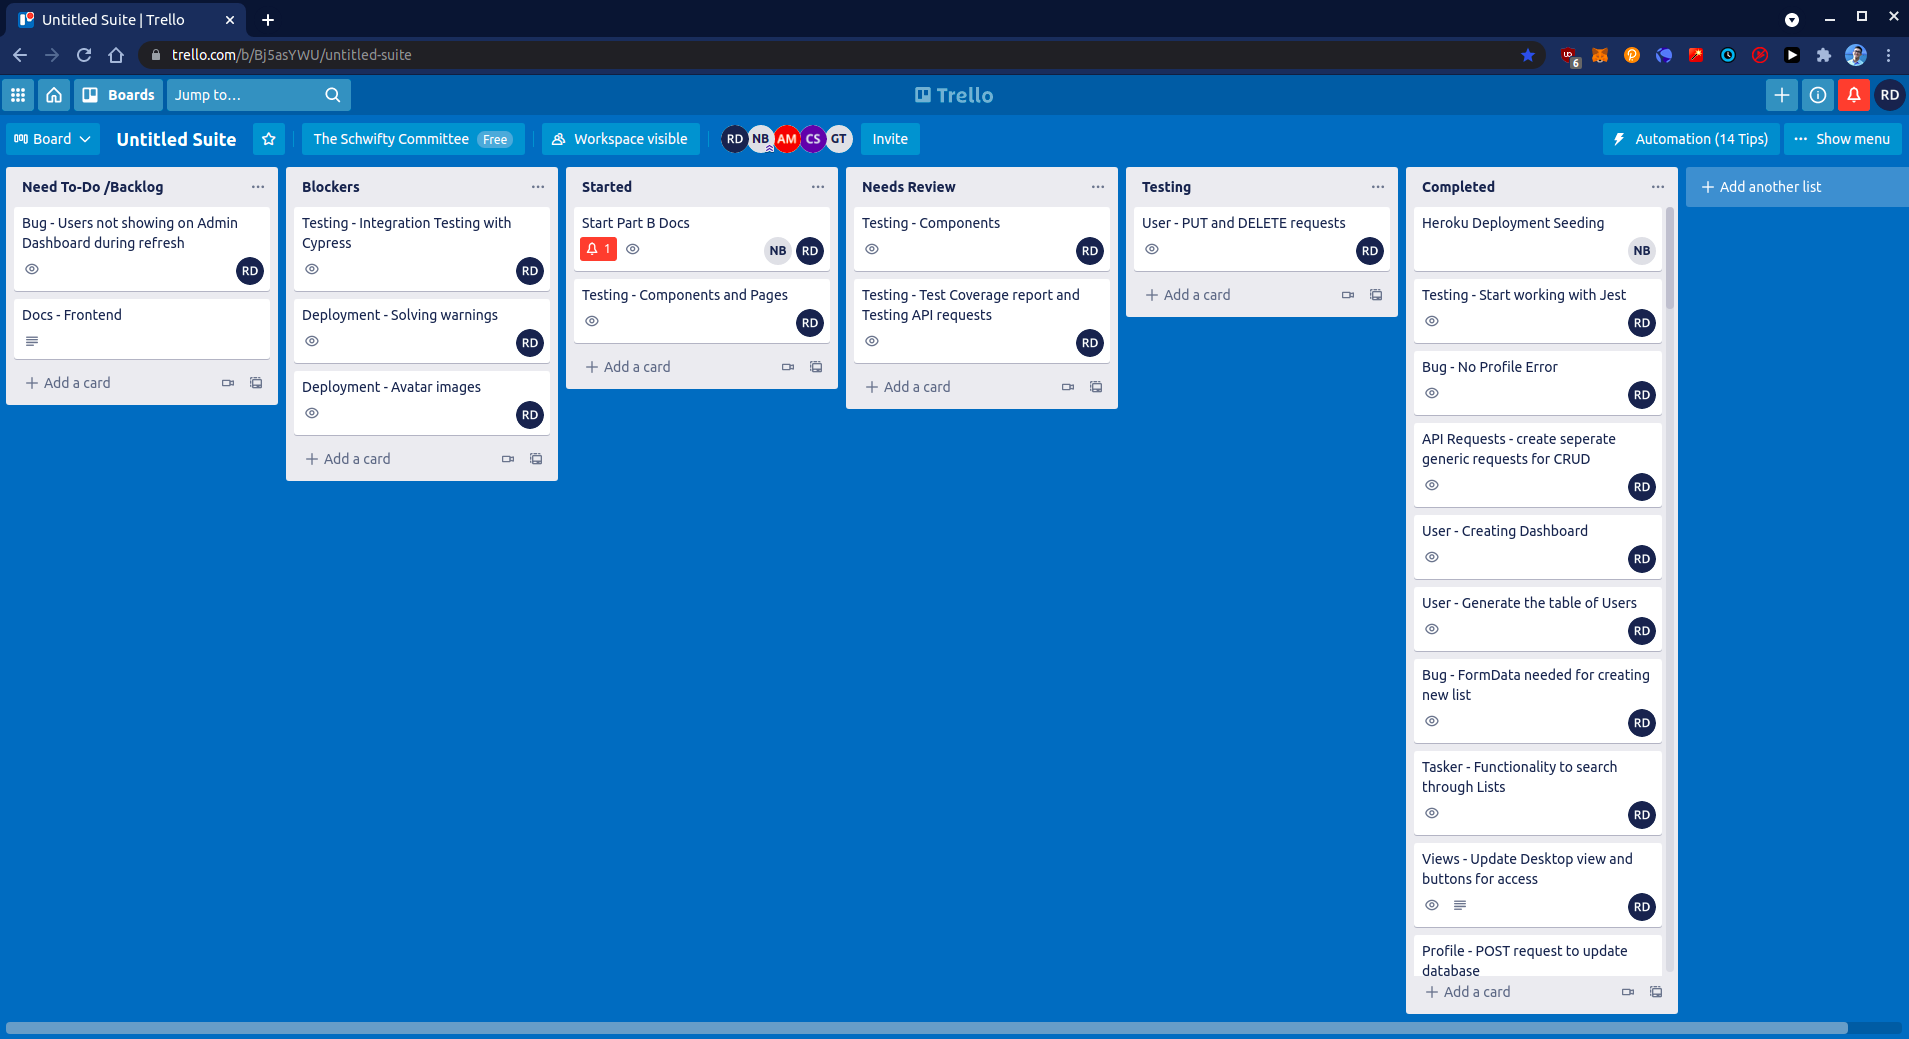 Untitled Suite | Trello
trello.com/b/Bj5asYWU/untitled-suite
6
Boards
Jump to...
Trello
RD
Board
Untitled Suite
The Schwifty Committee Free
Workspace visible
RD NB AM CS GT
Invite
Automation (14 Tips)
Show menu
Need To-Do /Backlog
Bug - Users not showing on Admin
Dashboard during refresh
RD
Docs - Frontend
+ Add a card
Blockers
Testing - Integration Testing with
Cypress
RD
Deployment - Solving warnings
RD
Deployment - Avatar images
RD
+ Add a card
Started
Start Part B Docs
1
NB RD
Testing - Components and Pages
RD
+ Add a card
Needs Review
Testing - Components
RD
Testing - Test Coverage report and
Testing API requests
RD
+ Add a card
Testing
User - PUT and DELETE requests
RD
+ Add a card
Completed
Heroku Deployment Seeding
NB
Testing - Start working with Jest
RD
Bug - No Profile Error
RD
API Requests - create seperate
generic requests for CRUD
RD
User - Creating Dashboard
RD
User - Generate the table of Users
RD
Bug - FormData needed for creating
new list
RD
Tasker - Functionality to search
through Lists
RD
Views - Update Desktop view and
buttons for access
RD
Profile - POST request to update
database
+ Add a card
+ Add another list